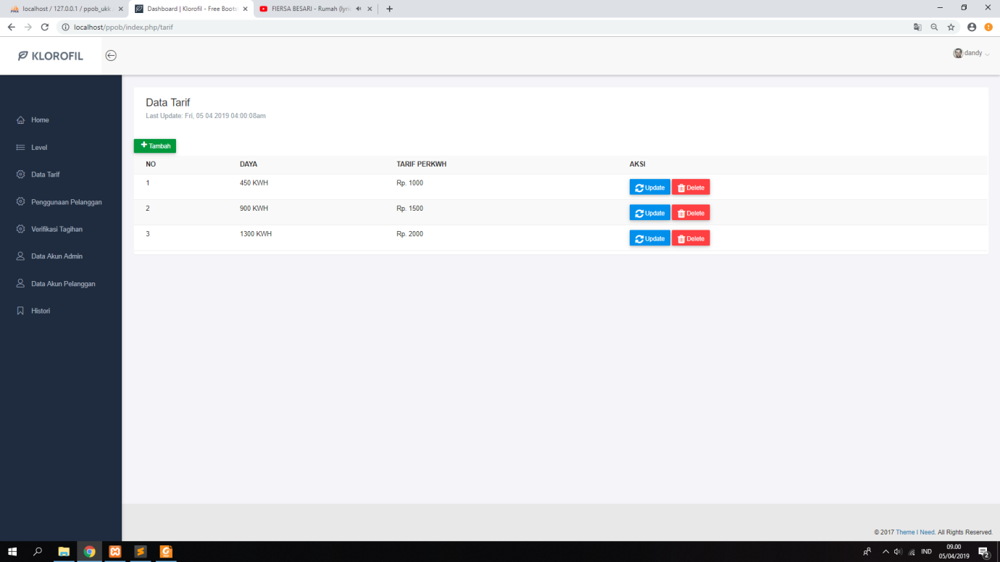 localhost / 127.0.0.1 / ppob_ukk
Dashboard | Klorofil - Free Boots
FIERSA BESARI - Rumah (lyric
localhost/ppob/index.php/tarif
KLOROFIL
dandy
Home
Level
Data Tarif
Penggunaan Pelanggan
Verifikasi Tagihan
Data Akun Admin
Data Akun Pelanggan
Histori
Data Tarif
Last Update: Fri, 05 04 2019 04:00:08am
Tambah
NO DAYA TARIF PERKWH AKSI
1 450 KWH Rp. 1000 Update Delete
2 900 KWH Rp. 1500 Update Delete
3 1300 KWH Rp. 2000 Update Delete
© 2017 Theme I Need. All Rights Reserved.
IND
09.00
05/04/2019
2